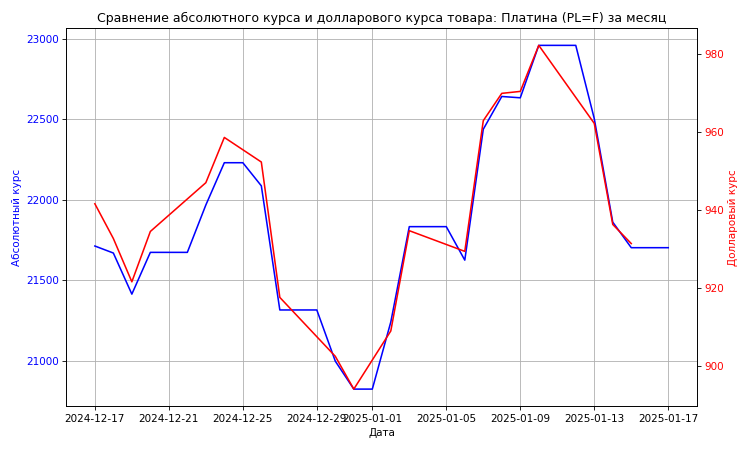 Сравнение абсолютного курса и долларового курса товара: Платина (PL=F) за месяц
Абсолютный курс
23000
22500
22000
21500
21000
980
960
940
920
900
Долларовый курс
2024-12-17 2024-12-21 2024-12-25 2024-12-29 2025-01-01 2025-01-05 2025-01-09 2025-01-13 2025-01-17
Дата